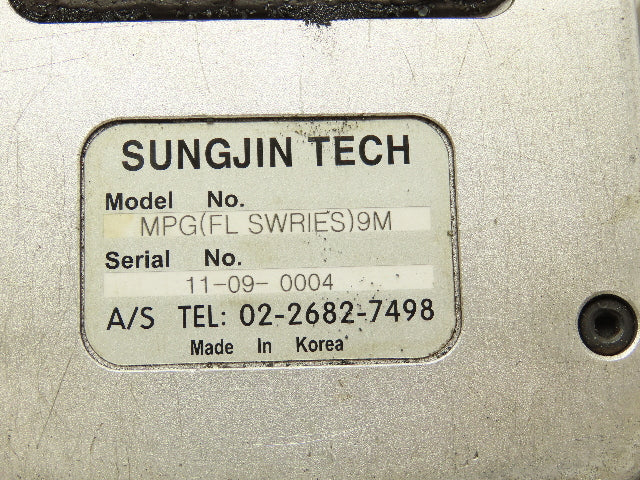 SUNGJIN TECH
Model No.
MPG(FL SWRIES)9M
Serial No.
11-09- 0004
A/S TEL: 02-2682-7498
Made In Korea